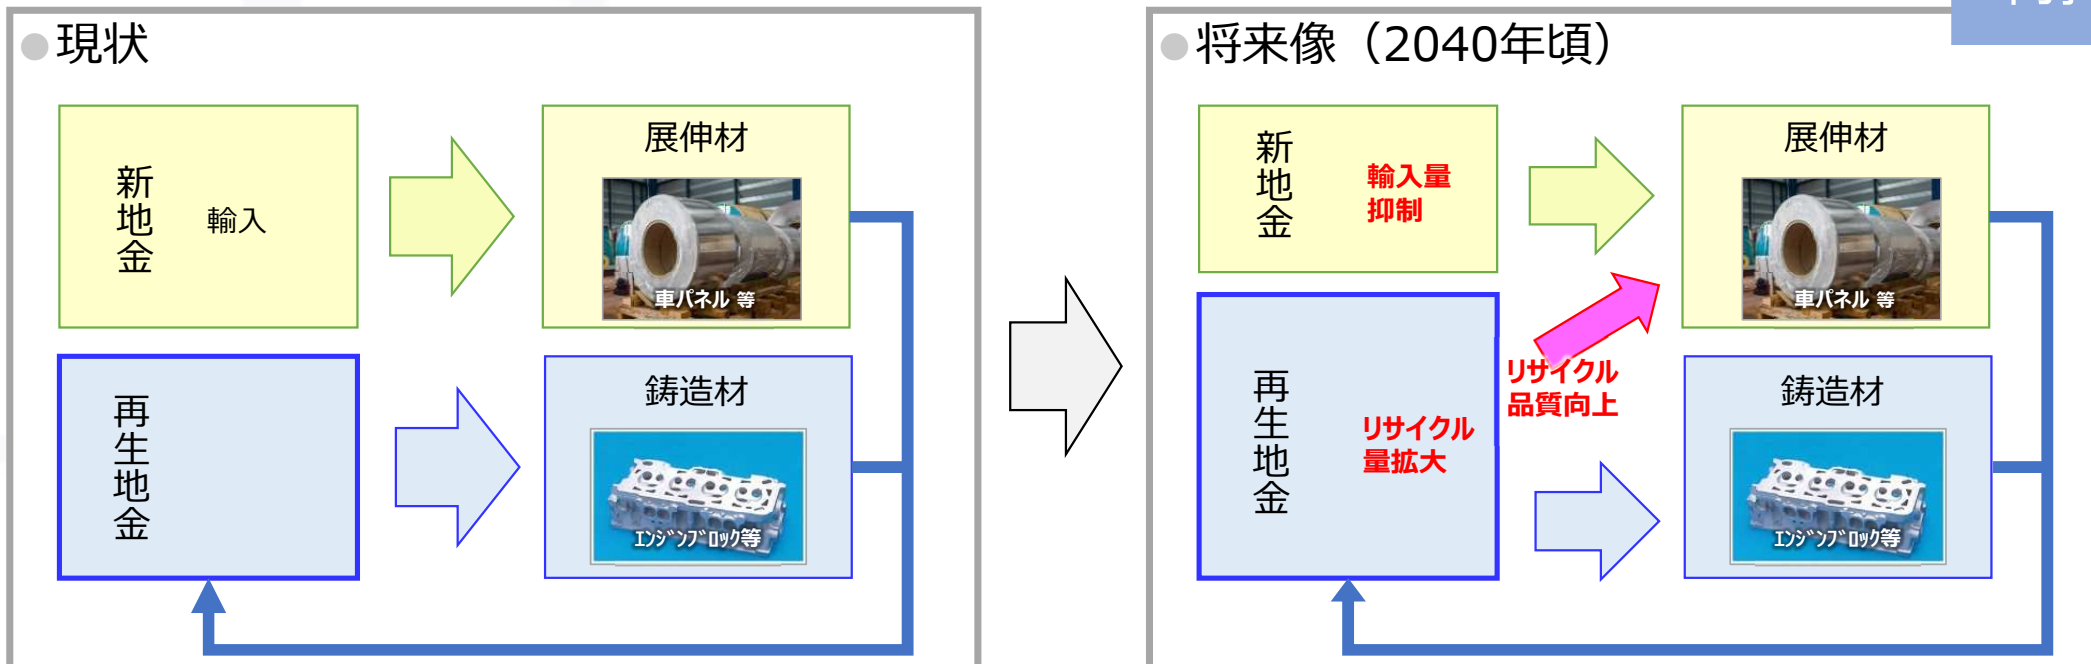 ●現状
新地金
輸入
展伸材
車パネル 等
再生地金
鋳造材
エンジンブロック等
●将来像（2040年頃）
新地金
輸入量
抑制
展伸材
車パネル 等
再生地金
リサイクル
量拡大
リサイクル
品質向上
鋳造材
エンジンブロック等